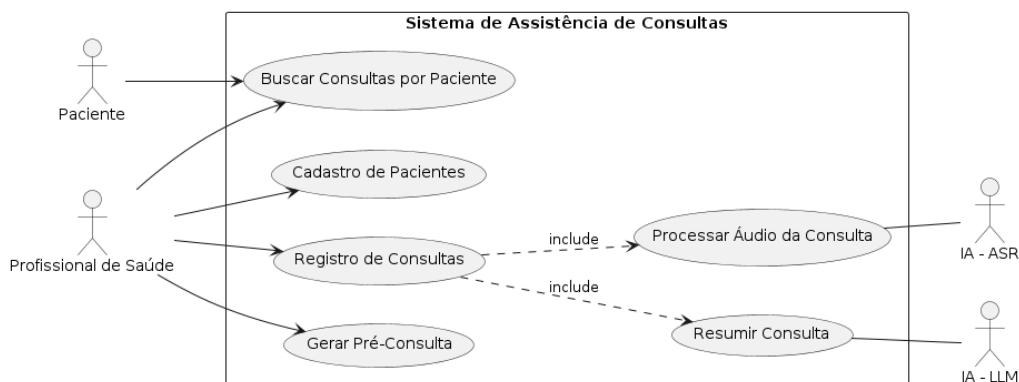 Sistema de Assistência de Consultas
Buscar Consultas por Paciente
Paciente
Cadastro de Pacientes
Profissional de Saúde
Registro de Consultas
include
Processar Áudio da Consulta
IA - ASR
include
Gerar Pré-Consulta
Resumir Consulta
IA - LLM